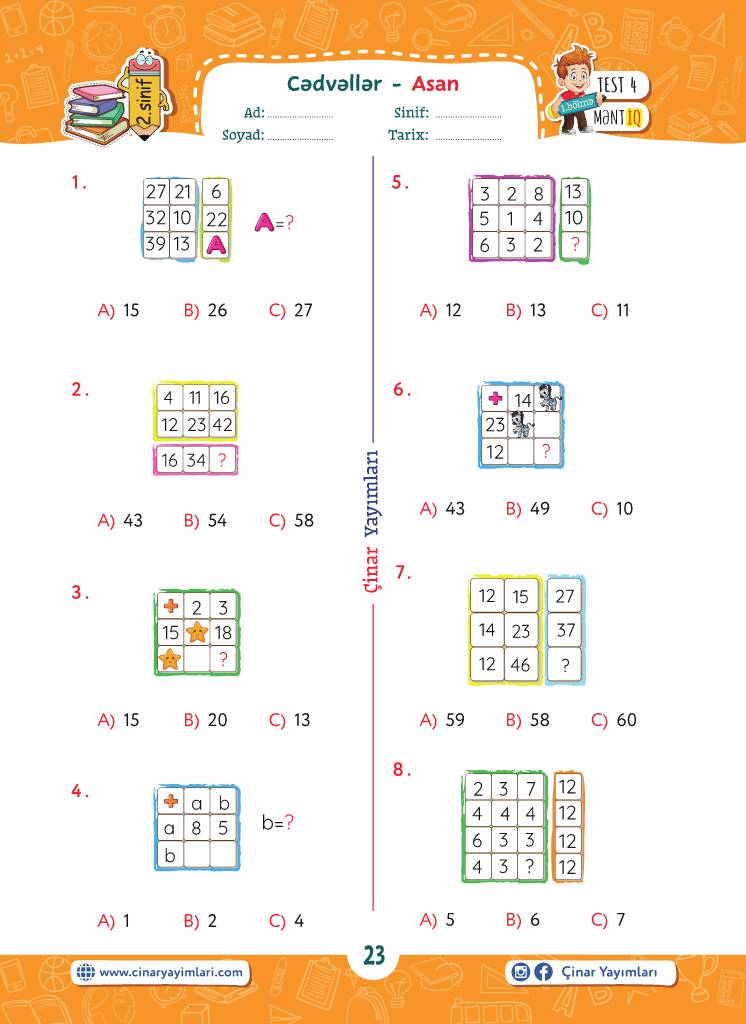 2+2=4
2.sinif
Cədvəllər - Asan
Ad: ........................ Sinif: ........................
Soyad: ........................ Tarix: ........................
1.bölmə
TEST 4
MƏNTİQ
1.
27 21 6
32 10 22
39 13 A
A=?
A) 15 B) 26 C) 27
2.
4 11 16
12 23 42
16 34 ?
A) 43 B) 54 C) 58
3.
+ 2 3
15 18
?
A) 15 B) 20 C) 13
4.
+ a b
a 8 5
b
b=?
A) 1 B) 2 C) 4
Çinar Yayımları
5.
3 2 8 13
5 1 4 10
6 3 2 ?
A) 12 B) 13 C) 11
6.
+ 14
23
12 ?
A) 43 B) 49 C) 10
7.
12 15 27
14 23 37
12 46 ?
A) 59 B) 58 C) 60
8.
2 3 7 12
4 4 4 12
6 3 3 12
4 3 ? 12
A) 5 B) 6 C) 7
www.cinaryayimlari.com
23
Çinar Yayımları